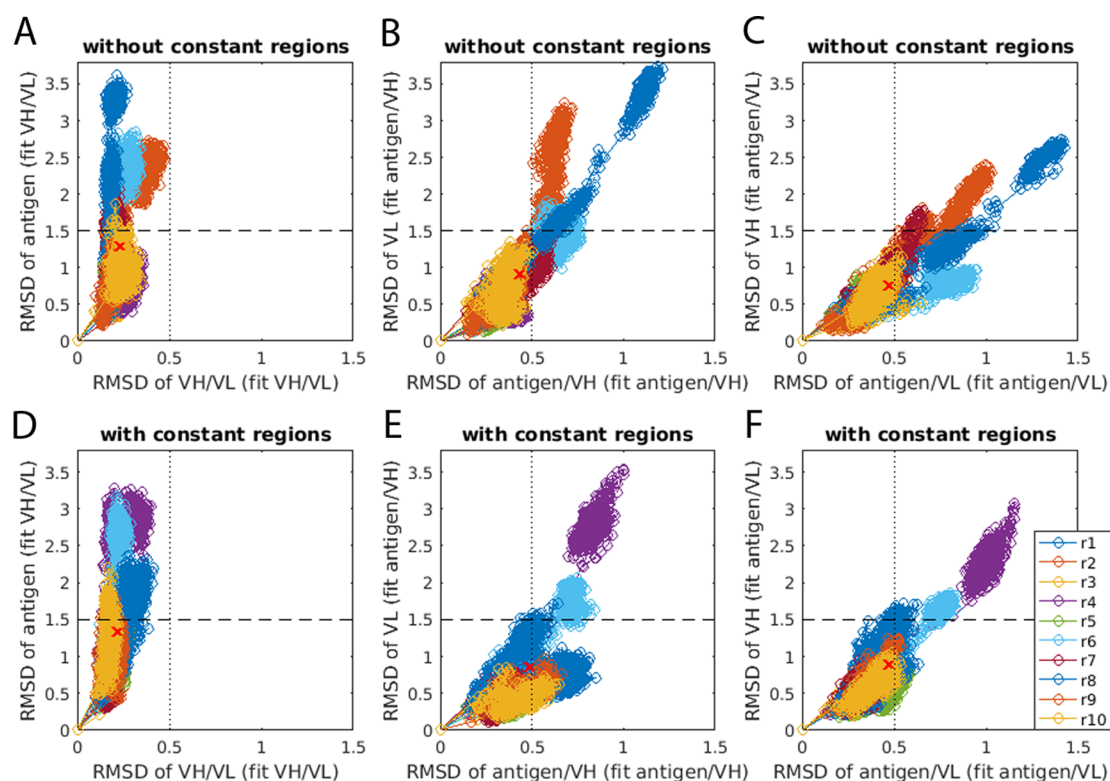 A
without constant regions
RMSD of antigen (fit VH/VL)
3.5
3
2.5
2
1.5
1
0.5
0
0
0.5
1
1.5
RMSD of VH/VL (fit VH/VL)
B
without constant regions
RMSD of VL (fit antigen/VH)
3.5
3
2.5
2
1.5
1
0.5
0
0
0.5
1
1.5
RMSD of antigen/VH (fit antigen/VH)
C
without constant regions
RMSD of VH (fit antigen/VL)
3.5
3
2.5
2
1.5
1
0.5
0
0
0.5
1
1.5
RMSD of antigen/VL (fit antigen/VL)
D
with constant regions
RMSD of antigen (fit VH/VL)
3.5
3
2.5
2
1.5
1
0.5
0
0
0.5
1
1.5
RMSD of VH/VL (fit VH/VL)
E
with constant regions
RMSD of VL (fit antigen/VH)
3.5
3
2.5
2
1.5
1
0.5
0
0
0.5
1
1.5
RMSD of antigen/VH (fit antigen/VH)
F
with constant regions
RMSD of VH (fit antigen/VL)
3.5
3
2.5
2
1.5
1
0.5
0
0
0.5
1
1.5
RMSD of antigen/VL (fit antigen/VL)
r1
r2
r3
r4
r5
r6
r7
r8
r9
r10